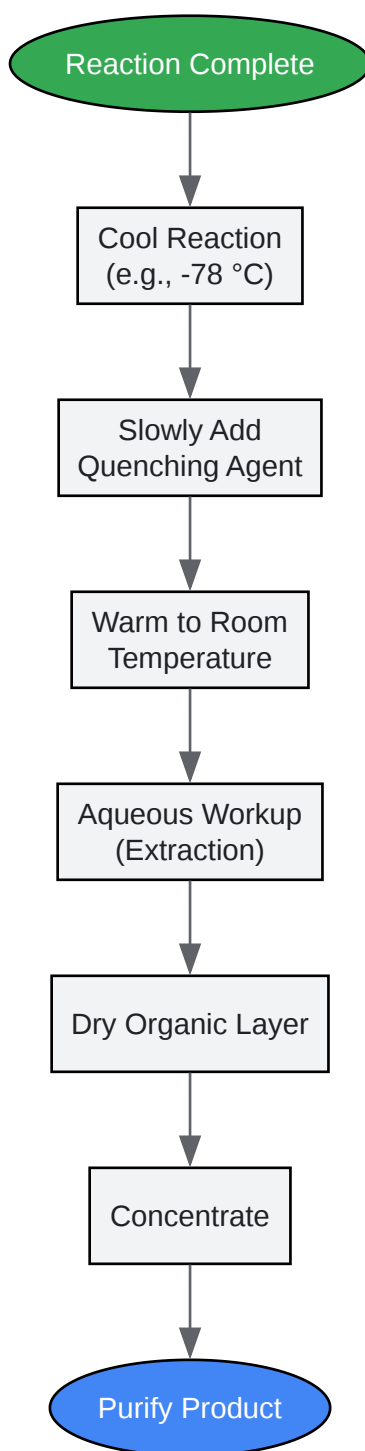 Reaction Complete
Cool Reaction
(e.g., -78 °C)
Slowly Add
Quenching Agent
Warm to Room
Temperature
Aqueous Workup
(Extraction)
Dry Organic Layer
Concentrate
Purify Product